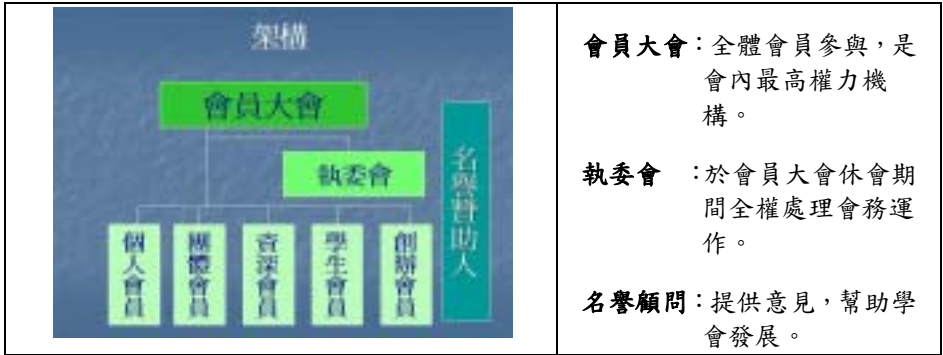 架構
會員大會
執委會
名譽贊助人
個人會員
團體會員
資深會員
學生會員
創辦會員
會員大會：全體會員參與，是
會內最高權力機
構。
執委會　：於會員大會休會期
間全權處理會務運
作。
名譽顧問：提供意見，幫助學
會發展。